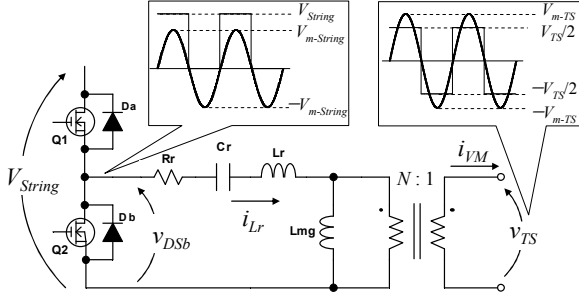 V_String
V_m-String
−V_m-String
V_m-TS
V_TS/2
−V_TS/2
−V_m-TS
Da
Q1
V_String
Rr
Cr
Lr
N : 1
i_VM
i_Lr
Db
Q2
v_DSb
Lmg
v_TS